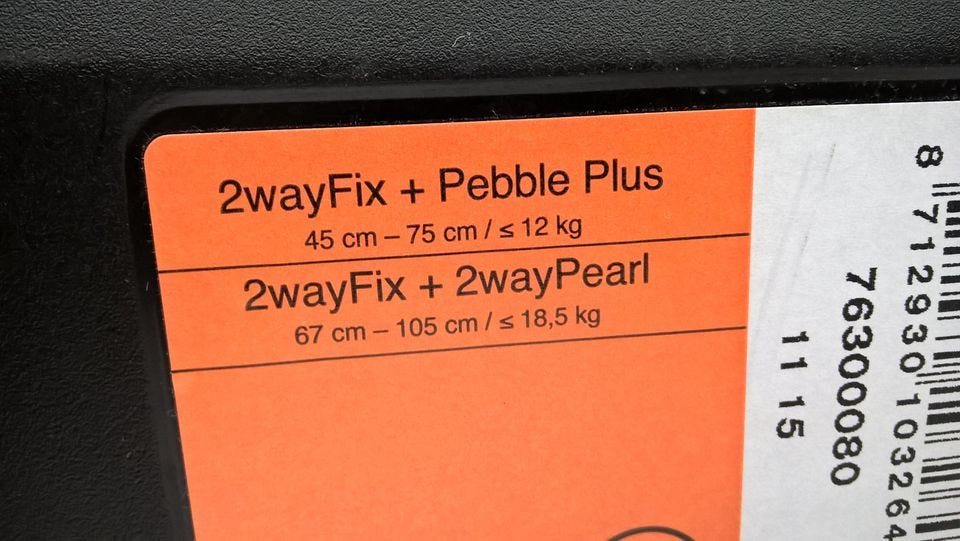 2wayFix + Pebble Plus
45 cm – 75 cm / ≤ 12 kg
2wayFix + 2wayPearl
67 cm – 105 cm / ≤ 18,5 kg
8 712930 103264
76300080
11 15